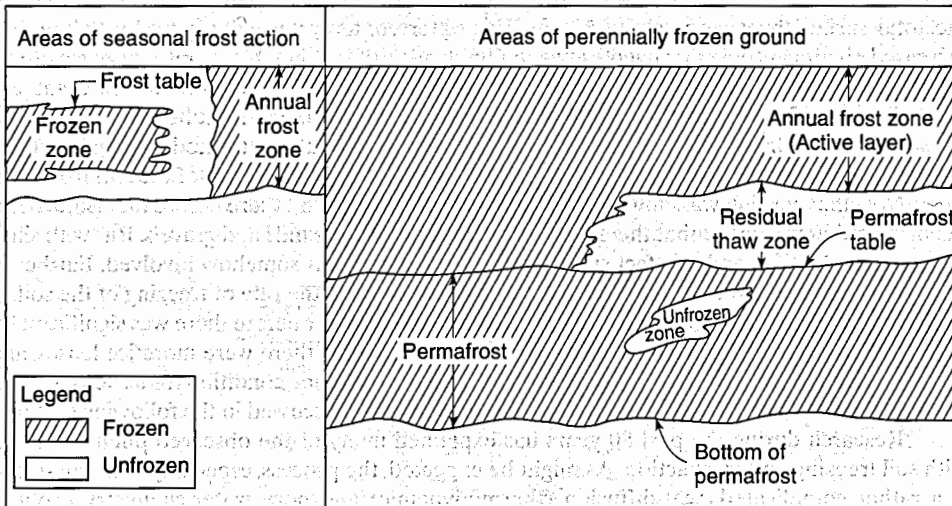 Areas of seasonal frost action
Areas of perennially frozen ground
Frost table
Frozen
zone
Annual
frost
zone
Annual frost zone
(Active layer)
Residual
thaw zone
Permafrost
table
Unfrozen
zone
Permafrost
Bottom of
permafrost
Legend
Frozen
Unfrozen